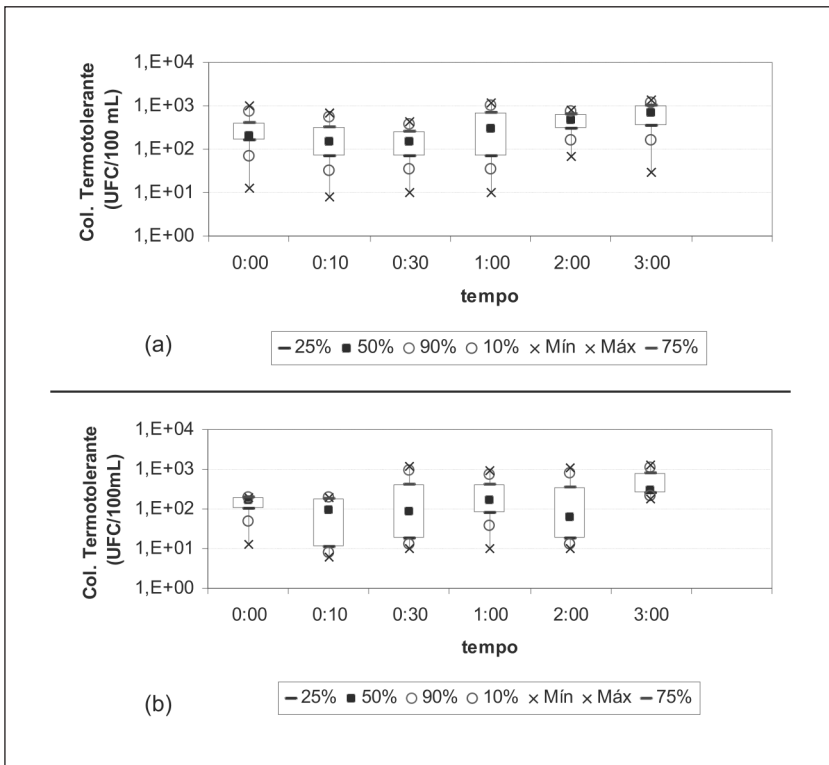 Col. Termotolerante
(UFC/100 mL)
1,E+04
1,E+03
1,E+02
1,E+01
1,E+00
0:00 0:10 0:30 1:00 2:00 3:00
tempo
(a)
25% 50% 90% 10% Mín Máx 75%
Col. Termotolerante
(UFC/100mL)
1,E+04
1,E+03
1,E+02
1,E+01
1,E+00
0:00 0:10 0:30 1:00 2:00 3:00
tempo
(b)
25% 50% 90% 10% Mín Máx 75%